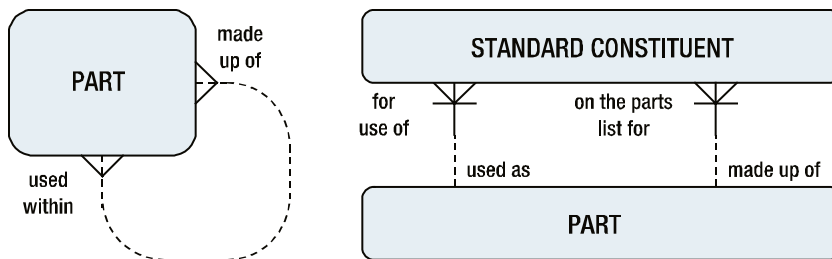 made
up of
PART
used
within
STANDARD CONSTITUENT
for
use of
on the parts
list for
used as
made up of
PART